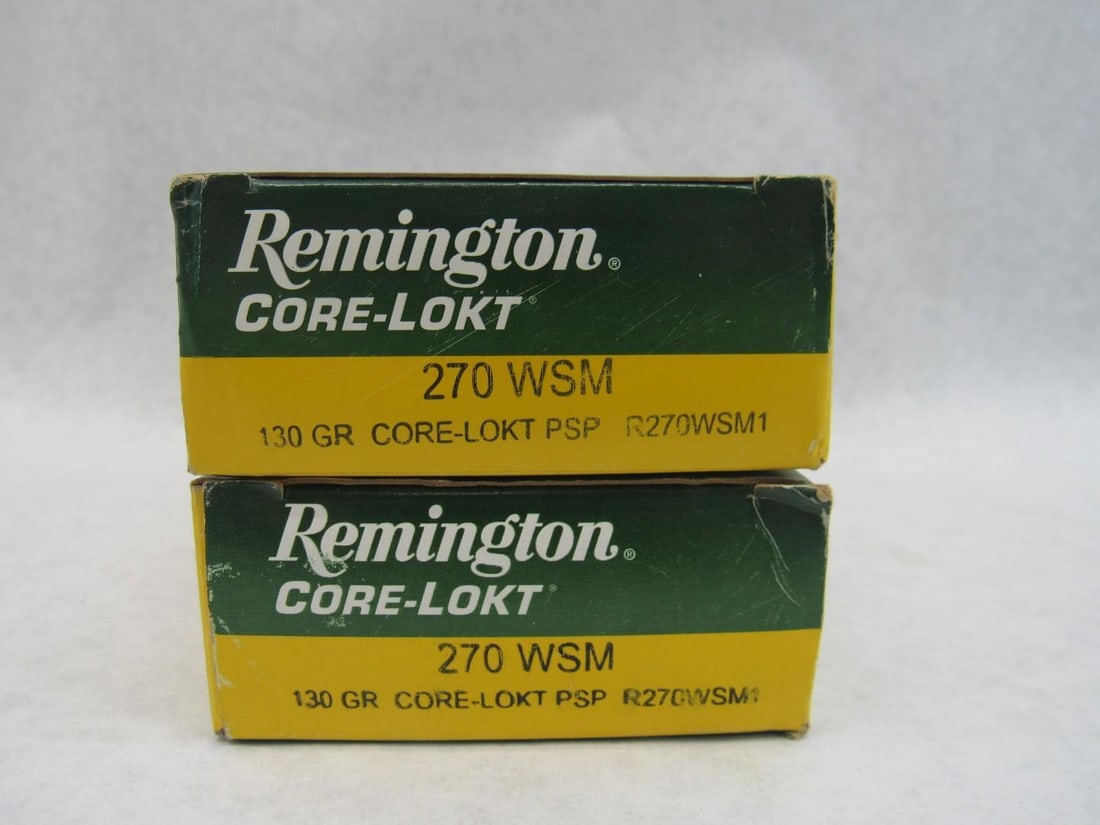 Remington®
CORE-LOKT®
270 WSM
130 GR CORE-LOKT PSP R270WSM1
Remington®
CORE-LOKT®
270 WSM
130 GR CORE-LOKT PSP R270WSM1